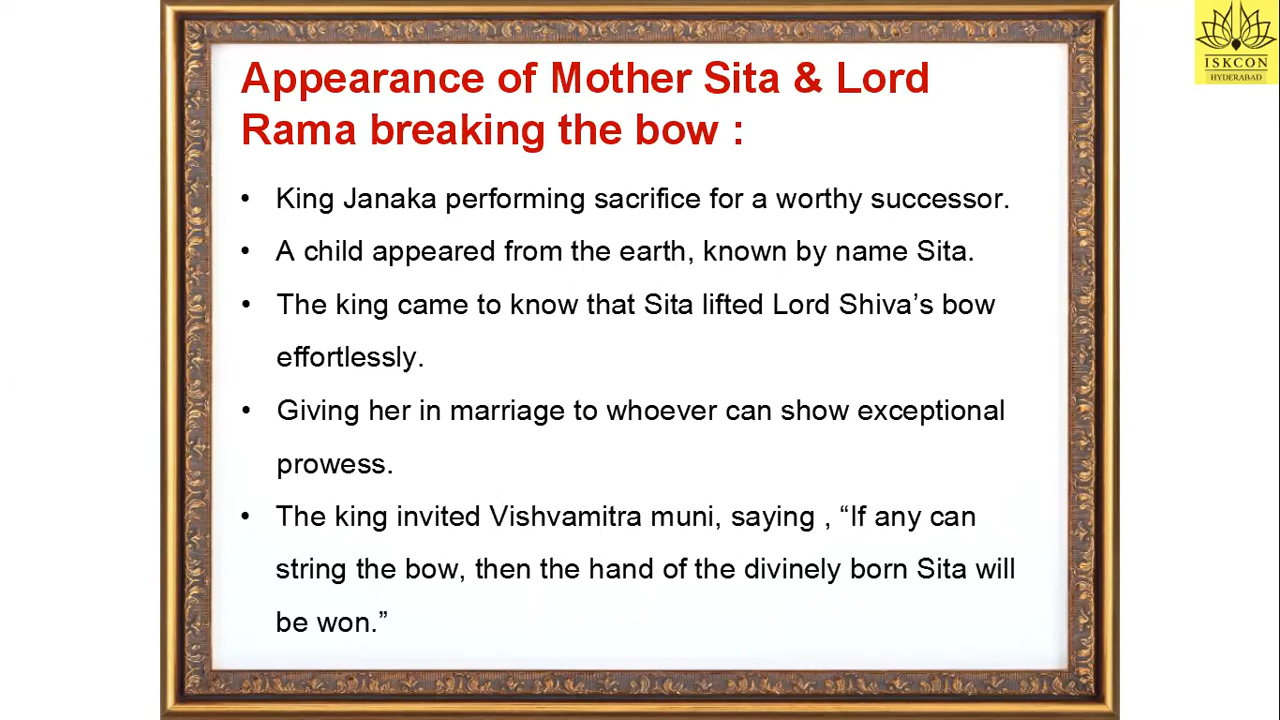 ISKCON
HYDERABAD
Appearance of Mother Sita & Lord
Rama breaking the bow :
• King Janaka performing sacrifice for a worthy successor.
• A child appeared from the earth, known by name Sita.
• The king came to know that Sita lifted Lord Shiva’s bow
effortlessly.
• Giving her in marriage to whoever can show exceptional
prowess.
• The king invited Vishvamitra muni, saying , “If any can
string the bow, then the hand of the divinely born Sita will
be won.”